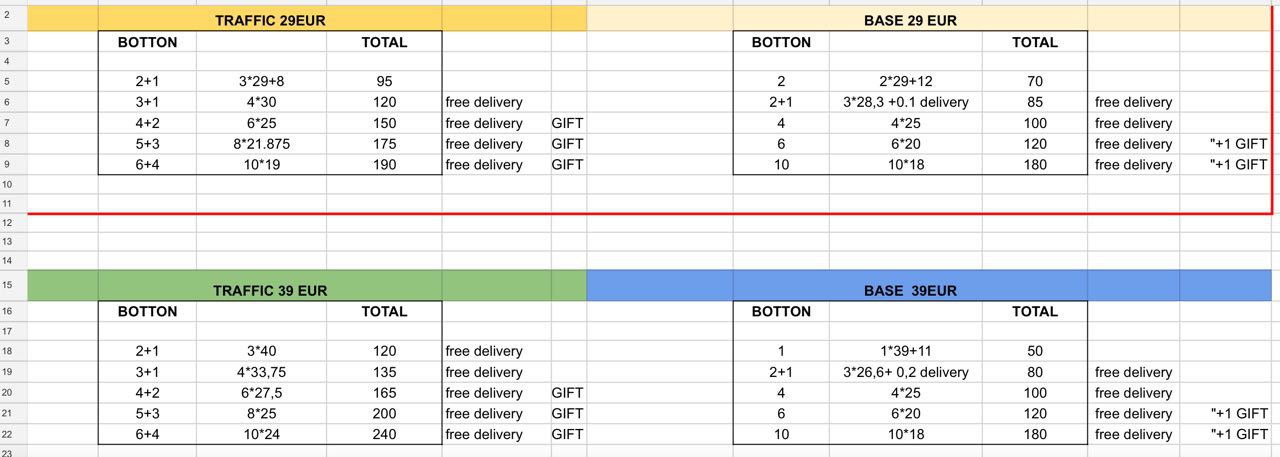 2 TRAFFIC 29EUR BASE 29 EUR
3 BOTTON TOTAL BOTTON TOTAL
4
5 2+1 3*29+8 95 2 2*29+12 70
6 3+1 4*30 120 free delivery 2+1 3*28,3 +0.1 delivery 85 free delivery
7 4+2 6*25 150 free delivery GIFT 4 4*25 100 free delivery
8 5+3 8*21.875 175 free delivery GIFT 6 6*20 120 free delivery "+1 GIFT
9 6+4 10*19 190 free delivery GIFT 10 10*18 180 free delivery "+1 GIFT
10
11
12
13
14
15 TRAFFIC 39 EUR BASE 39EUR
16 BOTTON TOTAL BOTTON TOTAL
17
18 2+1 3*40 120 free delivery 1 1*39+11 50
19 3+1 4*33,75 135 free delivery 2+1 3*26,6+ 0,2 delivery 80 free delivery
20 4+2 6*27,5 165 free delivery GIFT 4 4*25 100 free delivery
21 5+3 8*25 200 free delivery GIFT 6 6*20 120 free delivery "+1 GIFT
22 6+4 10*24 240 free delivery GIFT 10 10*18 180 free delivery "+1 GIFT
23